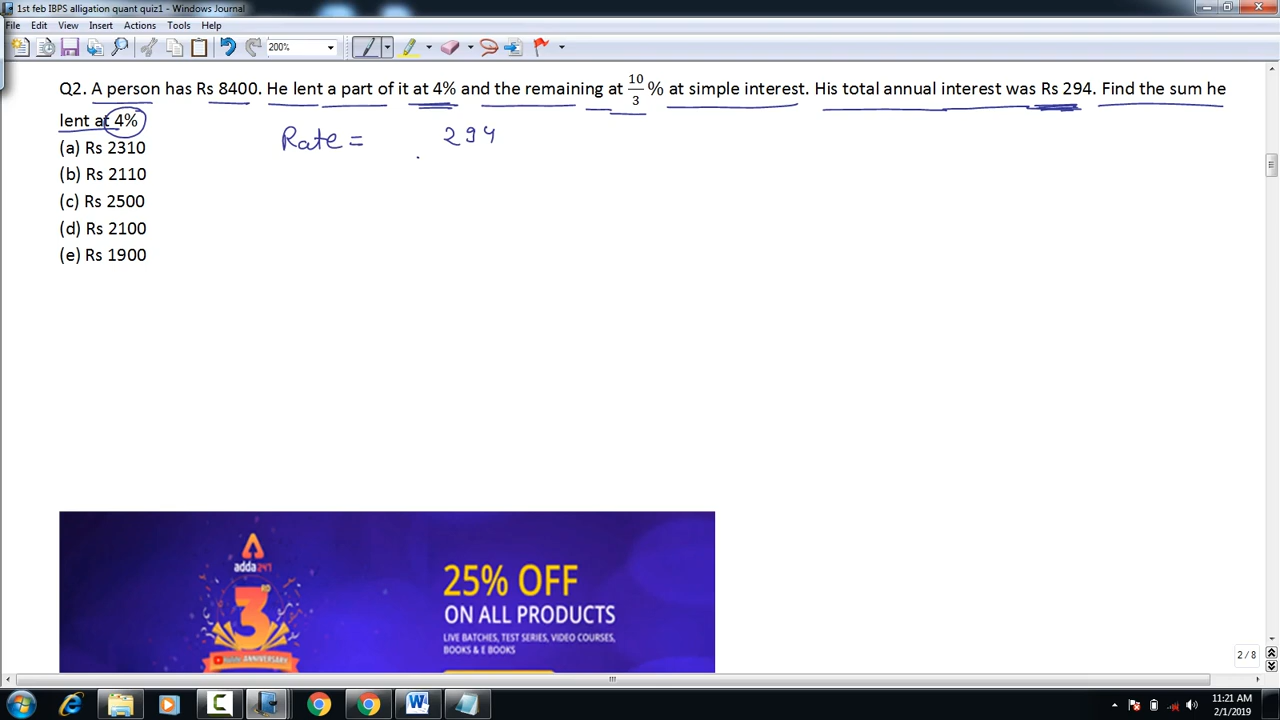 1st feb IBPS alligation quant quiz1 - Windows Journal
File Edit View Insert Actions Tools Help
200%
Q2. A person has Rs 8400. He lent a part of it at 4% and the remaining at 10/3 % at simple interest. His total annual interest was Rs 294. Find the sum he
lent at 4%
Rate = 294
(a) Rs 2310
(b) Rs 2110
(c) Rs 2500
(d) Rs 2100
(e) Rs 1900
adda247
3RD
ANNIVERSARY
25% OFF
ON ALL PRODUCTS
LIVE BATCHES, TEST SERIES, VIDEO COURSES,
BOOKS & E BOOKS
2 / 8
11:21 AM
2/1/2019